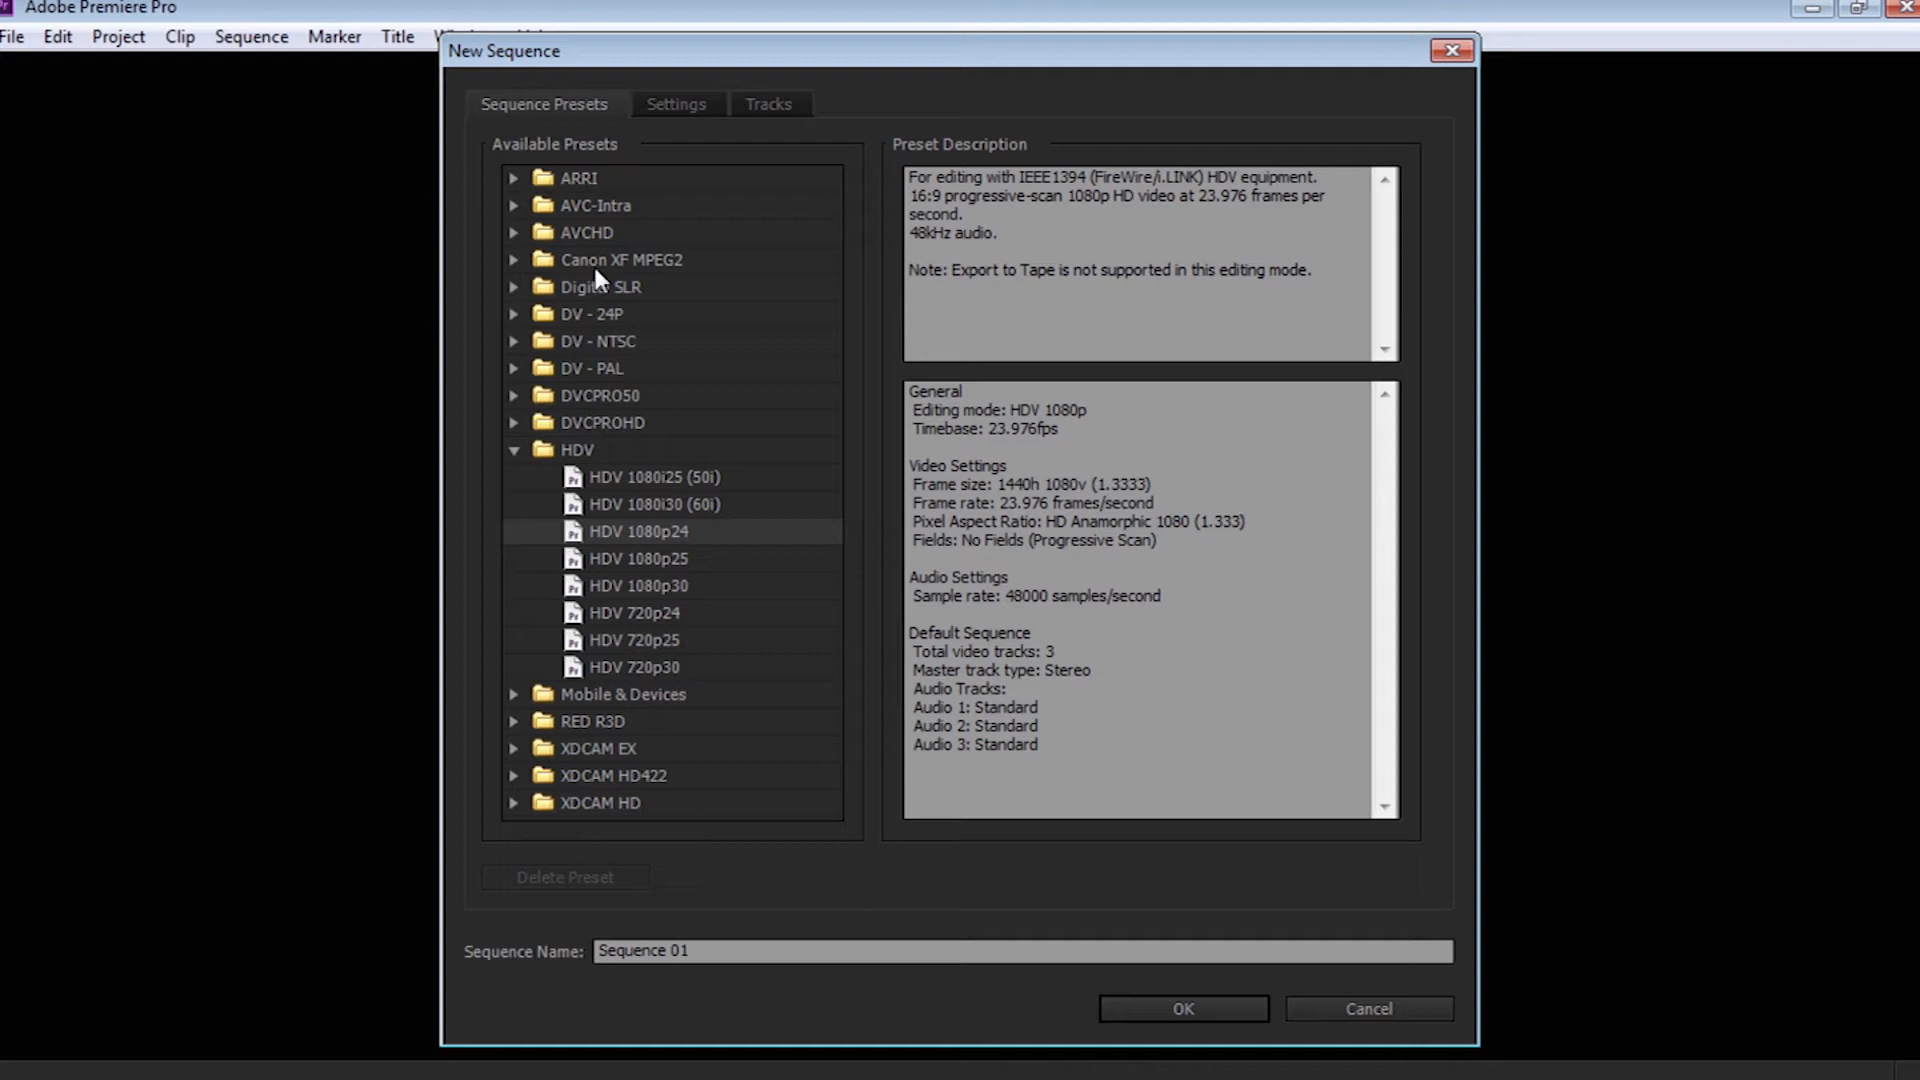 Adobe Premiere Pro
File Edit Project Clip Sequence Marker Title
New Sequence
Sequence Presets Settings Tracks
Available Presets
ARRI
AVC-Intra
AVCHD
Canon XF MPEG2
Digital SLR
DV - 24P
DV - NTSC
DV - PAL
DVCPRO50
DVCPROHD
HDV
HDV 1080i25 (50i)
HDV 1080i30 (60i)
HDV 1080p24
HDV 1080p25
HDV 1080p30
HDV 720p24
HDV 720p25
HDV 720p30
Mobile & Devices
RED R3D
XDCAM EX
XDCAM HD422
XDCAM HD
Delete Preset
Preset Description
For editing with IEEE1394 (FireWire/i.LINK) HDV equipment.
16:9 progressive-scan 1080p HD video at 23.976 frames per
second.
48kHz audio.
Note: Export to Tape is not supported in this editing mode.
General
Editing mode: HDV 1080p
Timebase: 23.976fps
Video Settings
Frame size: 1440h 1080v (1.3333)
Frame rate: 23.976 frames/second
Pixel Aspect Ratio: HD Anamorphic 1080 (1.333)
Fields: No Fields (Progressive Scan)
Audio Settings
Sample rate: 48000 samples/second
Default Sequence
Total video tracks: 3
Master track type: Stereo
Audio Tracks:
Audio 1: Standard
Audio 2: Standard
Audio 3: Standard
Sequence Name: Sequence 01
OK Cancel